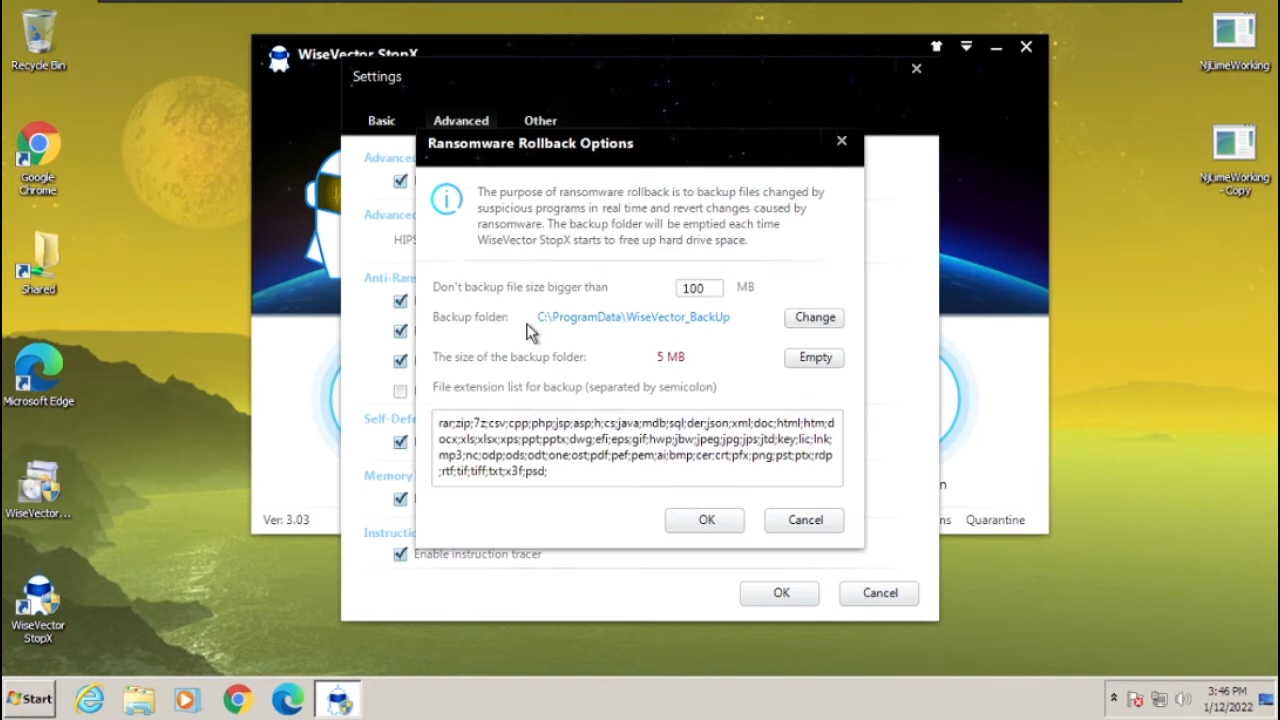 Recycle Bin
Google
Chrome
Shared
Microsoft Edge
WiseVector...
WiseVector
StopX
NjLimeWorking
NjLimeWorking
- Copy
WiseVector StopX
Settings
Basic
Advanced
Other
Advanced
Advanced
HIPS
Anti-Ran
Self-Defe
Memory
Instructio
Enable instruction tracer
Ransomware Rollback Options
The purpose of ransomware rollback is to backup files changed by
suspicious programs in real time and revert changes caused by
ransomware. The backup folder will be emptied each time
WiseVector StopX starts to free up hard drive space.
Don't backup file size bigger than 100 MB
Backup folder: C:\ProgramData\WiseVector_BackUp Change
The size of the backup folder: 5 MB Empty
File extension list for backup (separated by semicolon)
rar;zip;7z;csv;cpp;php;jsp;asp;h;cs;java;mdb;sql;der;json;xml;doc;html;htm;d
ocx;xls;xlsx;xps;ppt;pptx;dwg;efi;eps;gif;hwp;jbw;jpeg;jpg;jps;jtd;key;lic;lnk;
mp3;nc;odp;ods;odt;one;ost;pdf;pef;pem;ai;bmp;cer;crt;pfx;png;pst;ptx;rdp
;rtf;tif;tiff;txt;x3f;psd;
OK Cancel
OK Cancel
Ver: 3.03
n
ns Quarantine
Start
3:46 PM
1/12/2022